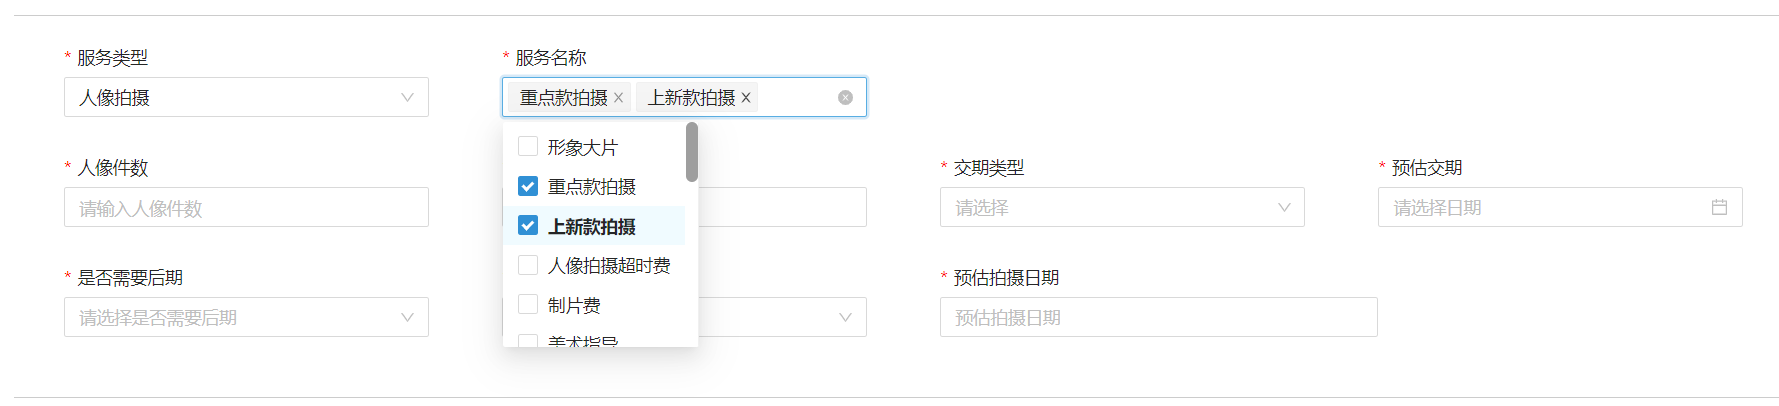 * 服务类型
* 服务名称
人像拍摄
重点款拍摄
上新款拍摄
形象大片
重点款拍摄
上新款拍摄
人像拍摄超时费
制片费
美术指导
* 人像件数
* 交期类型
* 预估交期
请输入人像件数
请选择
请选择日期
* 是否需要后期
* 预估拍摄日期
请选择是否需要后期
预估拍摄日期